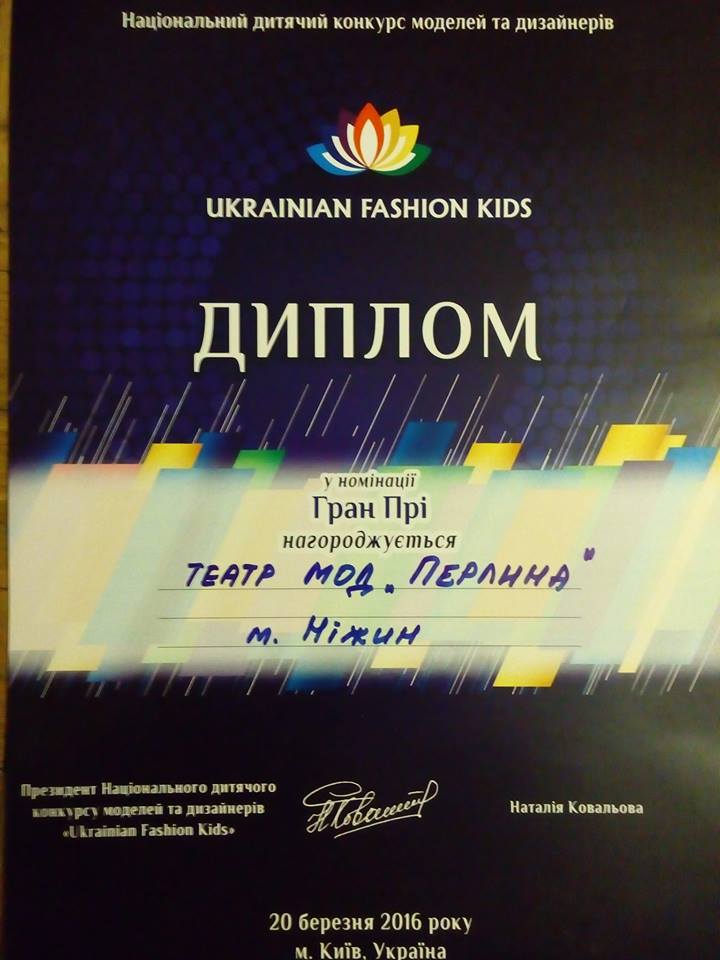 Національний дитячий конкурс моделей та дизайнерів
UKRAINIAN FASHION KIDS
ДИПЛОМ
у номінації
Гран Прі
нагороджується
ТЕАТР МОД „ПЕРЛИНА"
м. Ніжин
Президент Національного дитячого
конкурсу моделей та дизайнерів
«Ukrainian Fashion Kids»
Наталія Ковальова
20 березня 2016 року
м. Київ, Україна